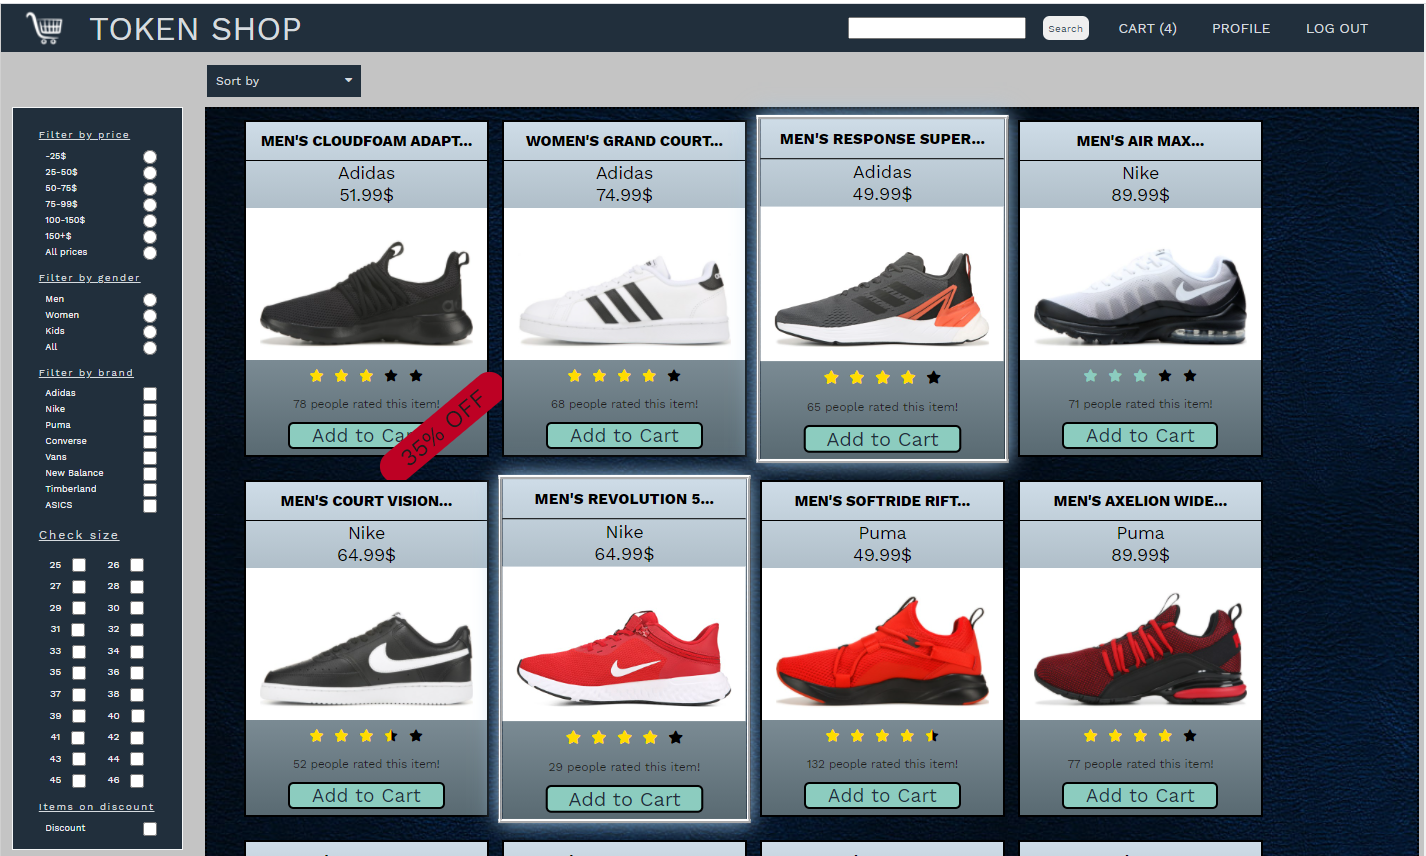 TOKEN SHOP
Search
CART (4)
PROFILE
LOG OUT
Sort by
Filter by price
-25$
25-50$
50-75$
75-99$
100-150$
150+$
All prices
Filter by gender
Men
Women
Kids
All
Filter by brand
Adidas
Nike
Puma
Converse
Vans
New Balance
Timberland
ASICS
Check size
25 26
27 28
29 30
31 32
33 34
35 36
37 38
39 40
41 42
43 44
45 46
Items on discount
Discount
MEN'S CLOUDFOAM ADAPT...
Adidas
51.99$
78 people rated this item!
Add to Cart
35% OFF
WOMEN'S GRAND COURT...
Adidas
74.99$
68 people rated this item!
Add to Cart
MEN'S RESPONSE SUPER...
Adidas
49.99$
65 people rated this item!
Add to Cart
MEN'S AIR MAX...
Nike
89.99$
71 people rated this item!
Add to Cart
MEN'S COURT VISION...
Nike
64.99$
52 people rated this item!
Add to Cart
MEN'S REVOLUTION 5...
Nike
64.99$
29 people rated this item!
Add to Cart
MEN'S SOFTRIDE RIFT...
Puma
49.99$
132 people rated this item!
Add to Cart
MEN'S AXELION WIDE...
Puma
89.99$
77 people rated this item!
Add to Cart